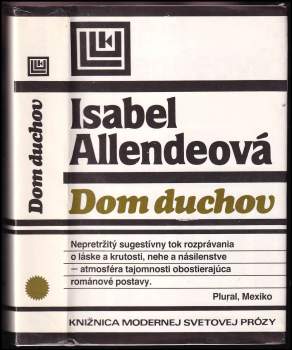 Dom duchov
Isabel
Allendeová
Dom duchov
Nepretržitý sugestívny tok rozprávania
o láske a krutosti, nehe a násilenstve
— atmosféra tajomnosti obostierajúca
románové postavy.
Plural, Mexiko
KNIŽNICA MODERNEJ SVETOVEJ PRÓZY